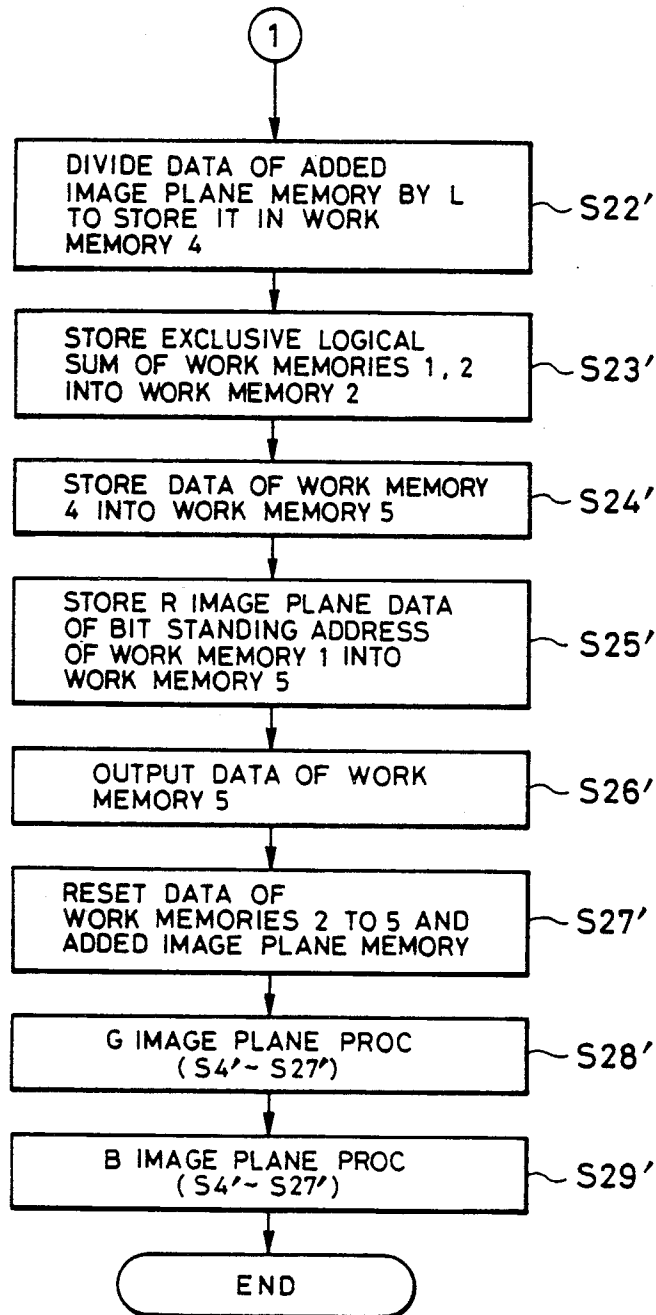 1
DIVIDE DATA OF ADDED
IMAGE PLANE MEMORY BY L
TO STORE IT IN WORK
MEMORY 4
S22'
STORE EXCLUSIVE LOGICAL
SUM OF WORK MEMORIES 1, 2
INTO WORK MEMORY 2
S23'
STORE DATA OF WORK MEMORY
4 INTO WORK MEMORY 5
S24'
STORE R IMAGE PLANE DATA
OF BIT STANDING ADDRESS
OF WORK MEMORY 1 INTO
WORK MEMORY 5
S25'
OUTPUT DATA OF WORK
MEMORY 5
S26'
RESET DATA OF
WORK MEMORIES 2 TO 5 AND
ADDED IMAGE PLANE MEMORY
S27'
G IMAGE PLANE PROC
(S4'~S27')
S28'
B IMAGE PLANE PROC
(S4'~S27')
S29'
END